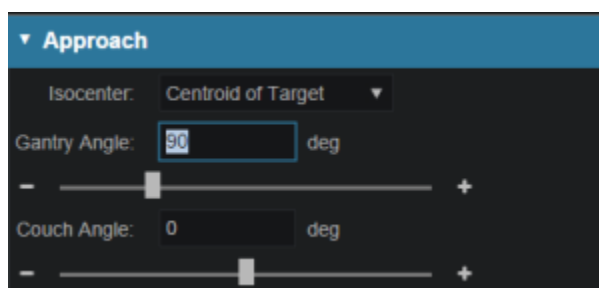 Approach
Isocenter: Centroid of Target
Gantry Angle: 90 deg
- +
Couch Angle: 0 deg
- +